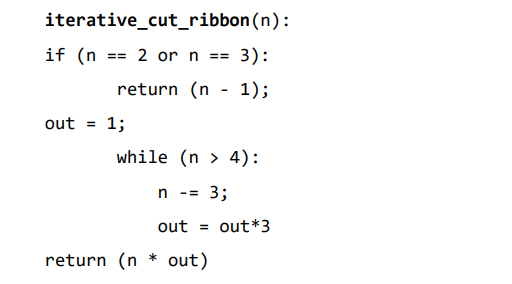 iterative_cut_ribbon(n):
if (n == 2 or n == 3):
return (n - 1);
out = 1;
while (n > 4):
n -= 3;
out = out*3
return (n * out)